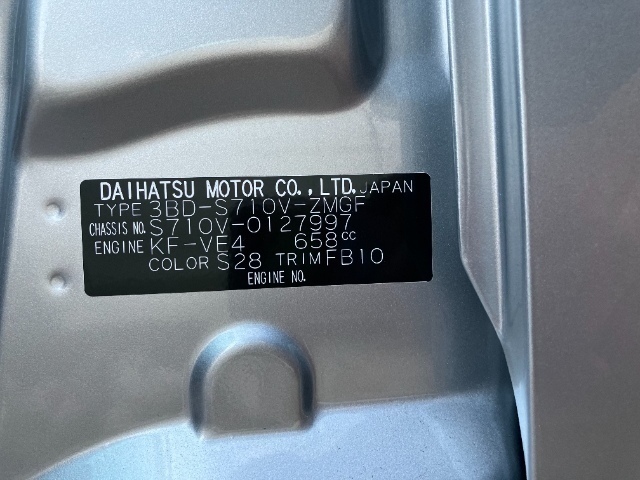 DAIHATSU MOTOR CO.,LTD. JAPAN
TYPE 3BD-S710V-ZMGF
CHASSIS NO. S710V-0127997
ENGINE KF-VE4 658cc
COLOR S28 TRIM FB10
ENGINE NO.